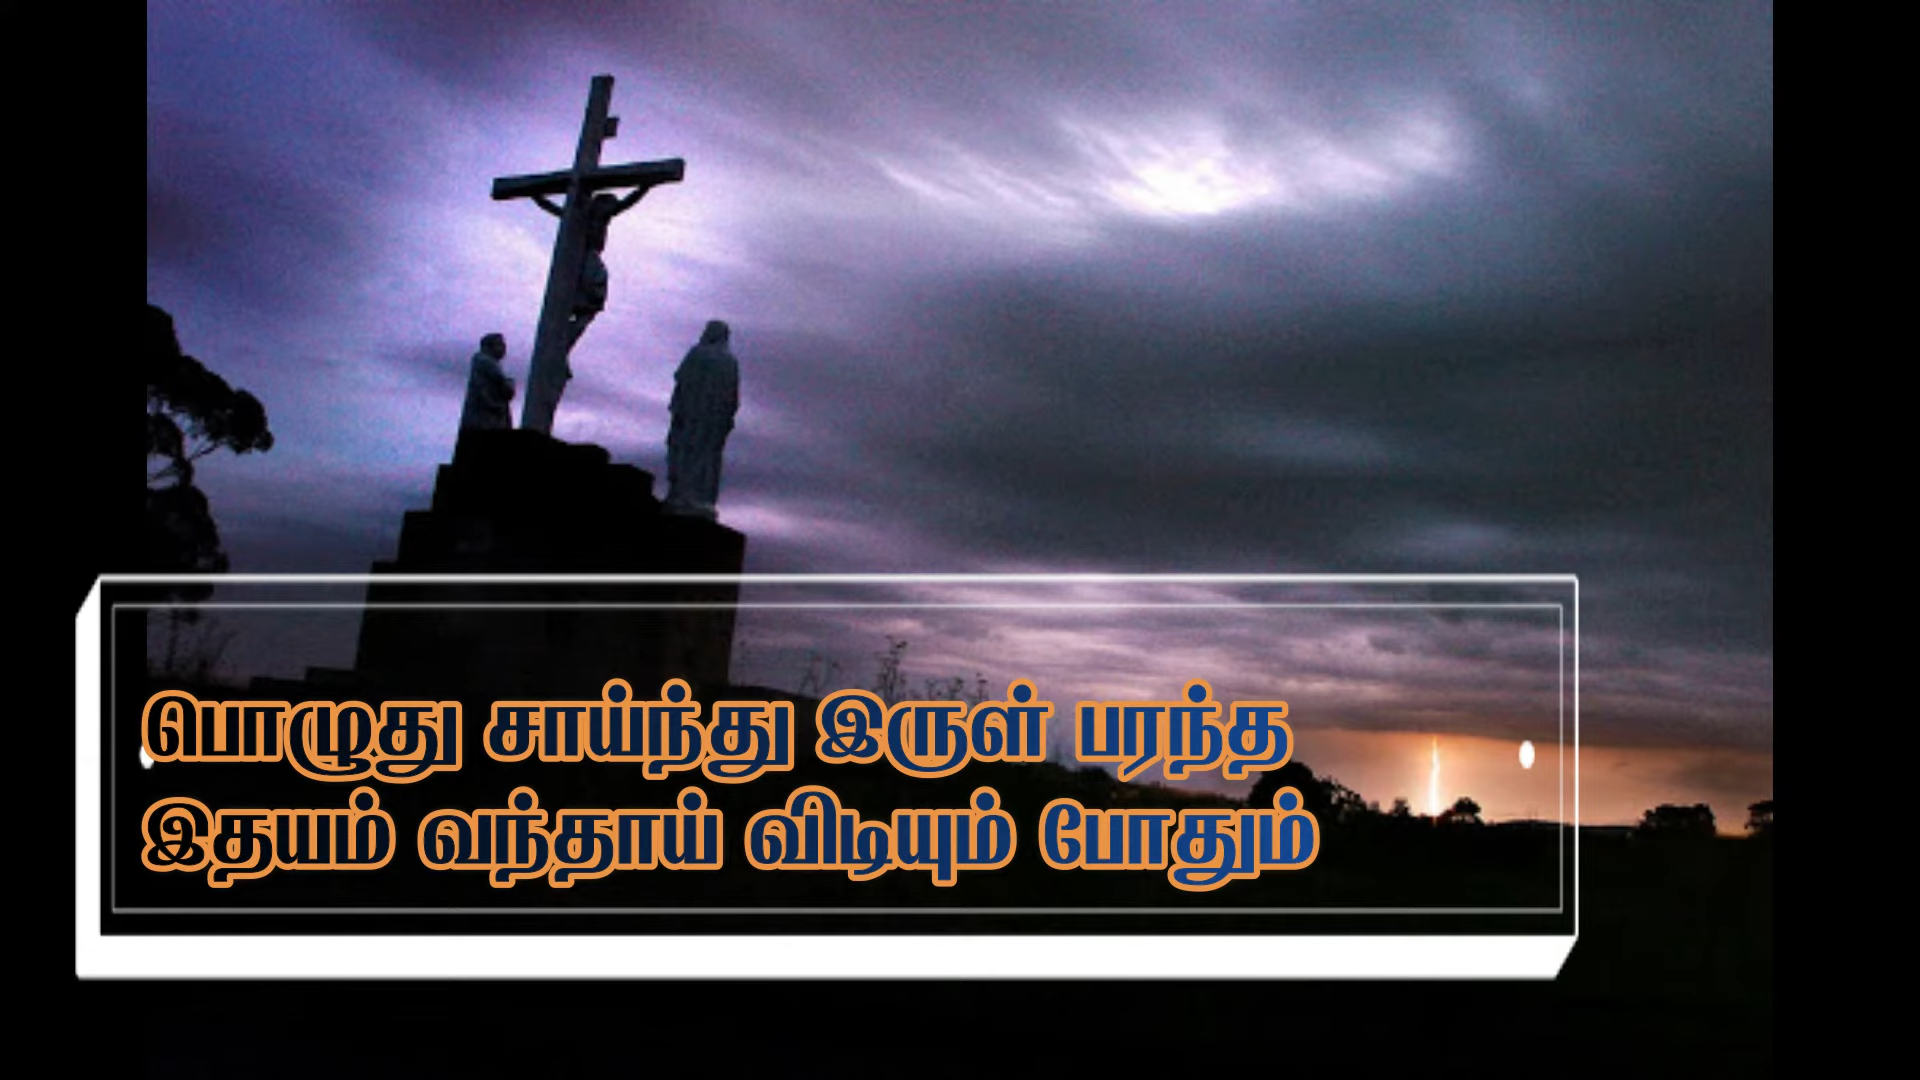 பொழுது சாய்ந்து இருள் பரந்த
இதயம் வந்தாய் விடியும் போதும்